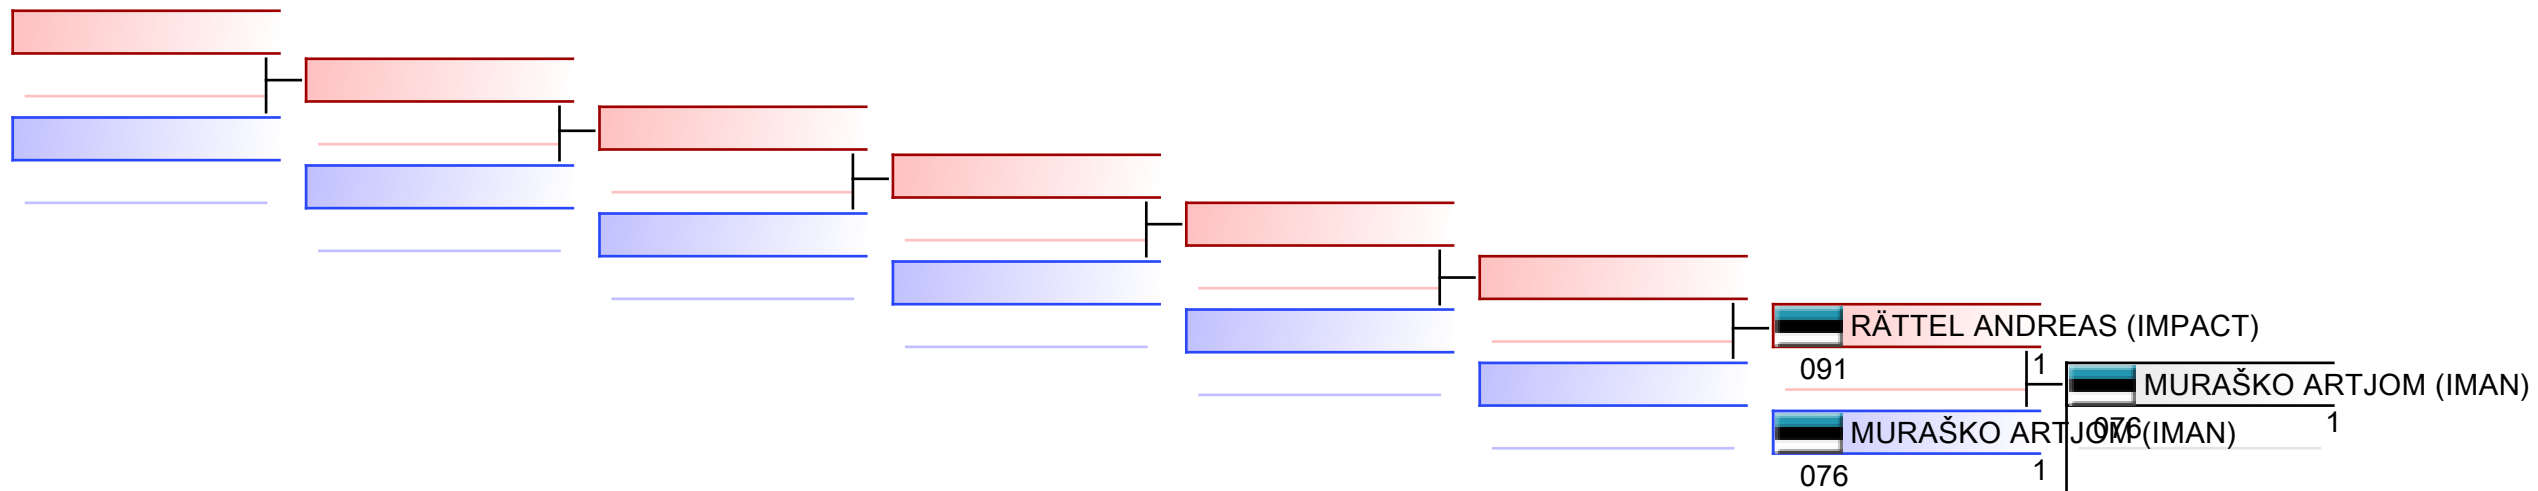 RÄTTEL ANDREAS (IMPACT)
091
1
MURAŠKO ARTJOM (IMAN)
076
1
MURAŠKO ARTJOM (IMAN)
076
1